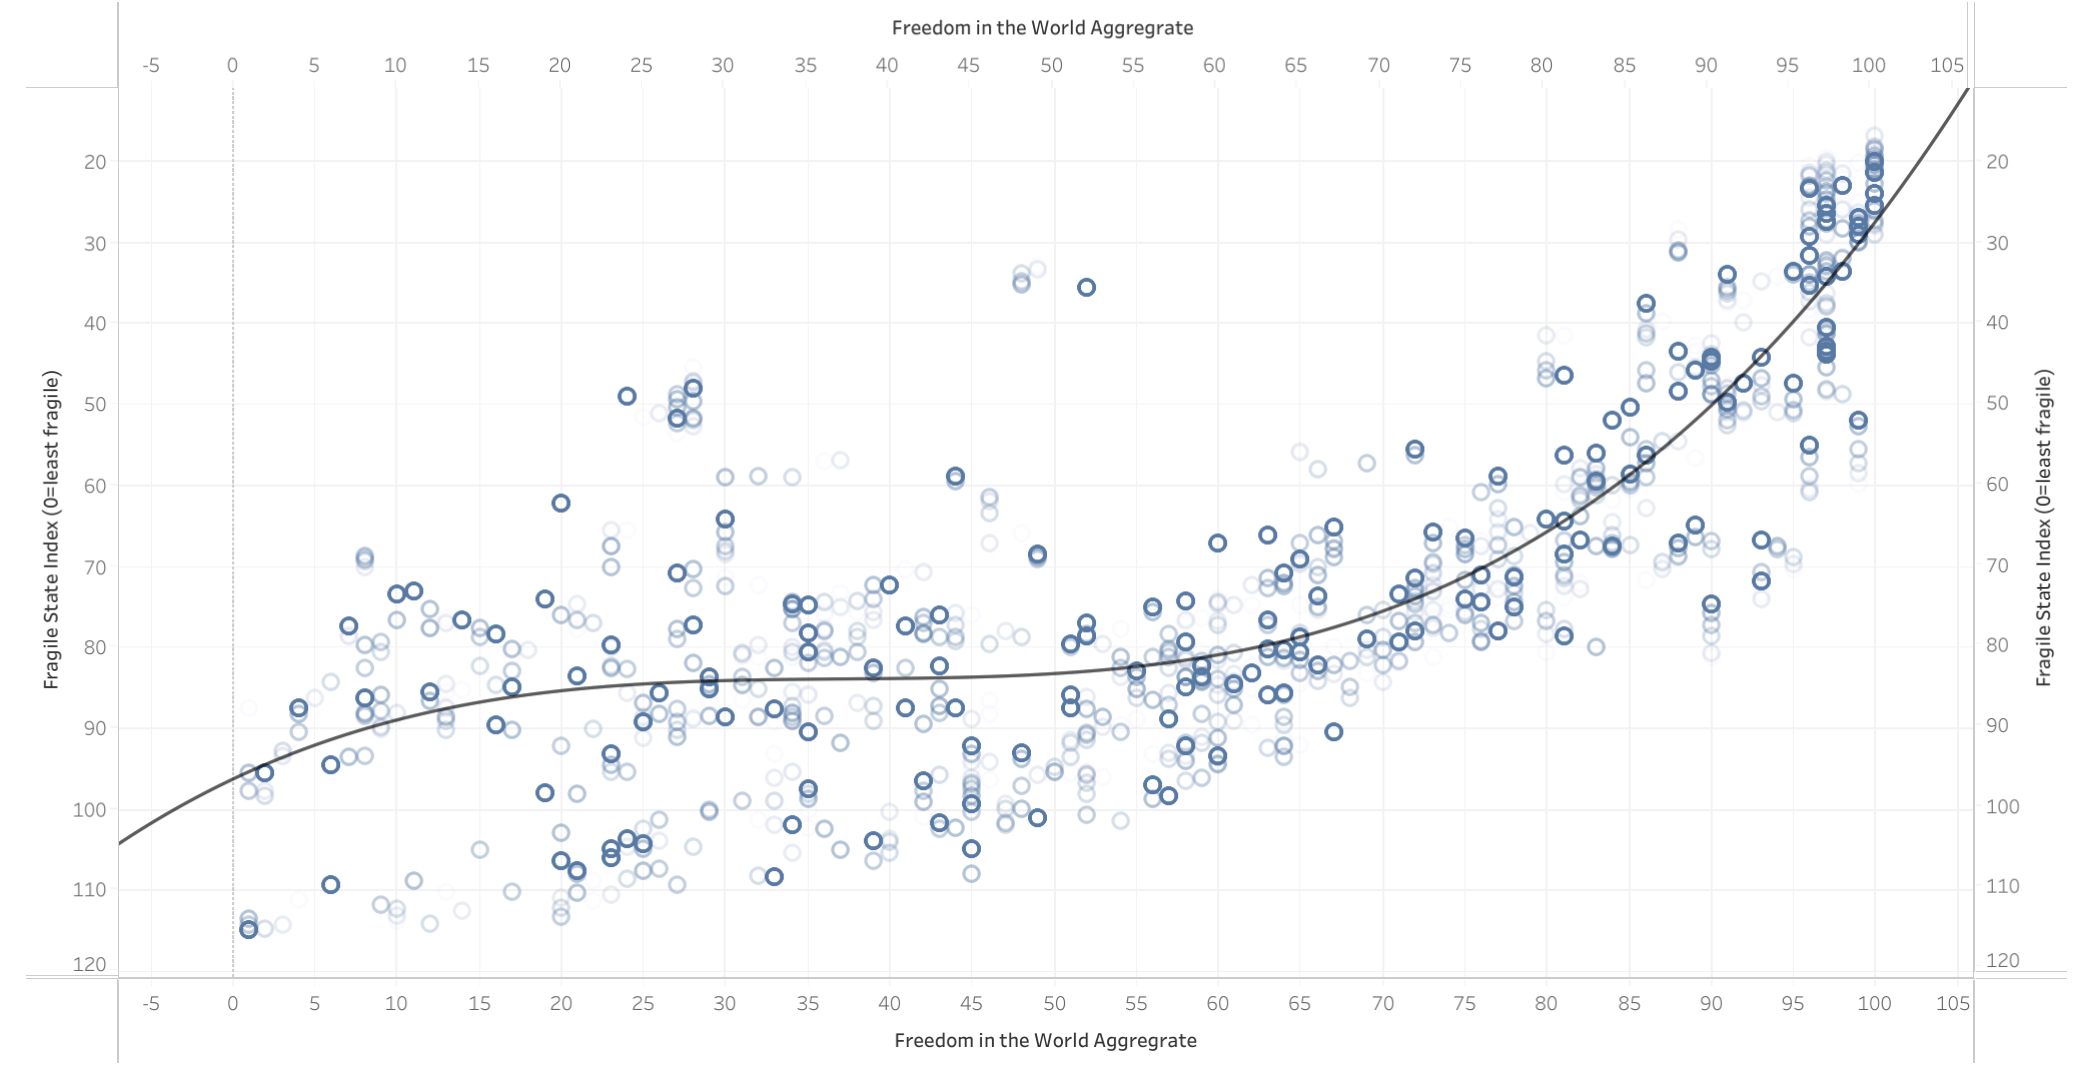 Freedom in the World Aggregrate
-5 0 5 10 15 20 25 30 35 40 45 50 55 60 65 70 75 80 85 90 95 100 105
Fragile State Index (0=least fragile)
20 20
30 30
40 40
50 50
60 60
70 70
80 80
90 90
100 100
110 110
120 120
Fragile State Index (0=least fragile)
-5 0 5 10 15 20 25 30 35 40 45 50 55 60 65 70 75 80 85 90 95 100 105
Freedom in the World Aggregrate